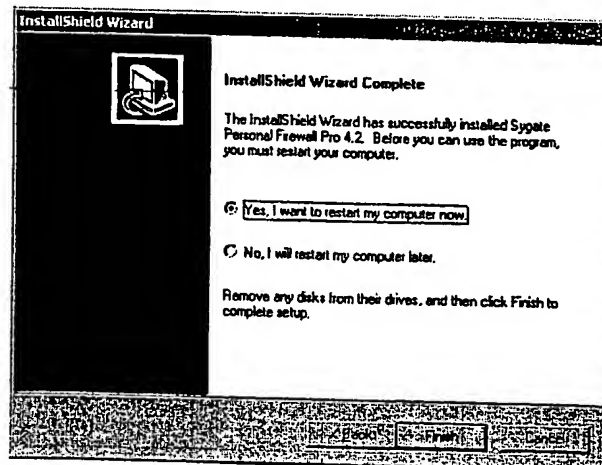 InstallShield Wizard
InstallShield Wizard Complete
The InstallShield Wizard has successfully installed Sygate
Personal Firewall Pro 4.2. Before you can use the program,
you must restart your computer.
Yes, I want to restart my computer now.
No, I will restart my computer later.
Remove any disks from their drives, and then click Finish to
complete setup.
< Back
Finish
Cancel